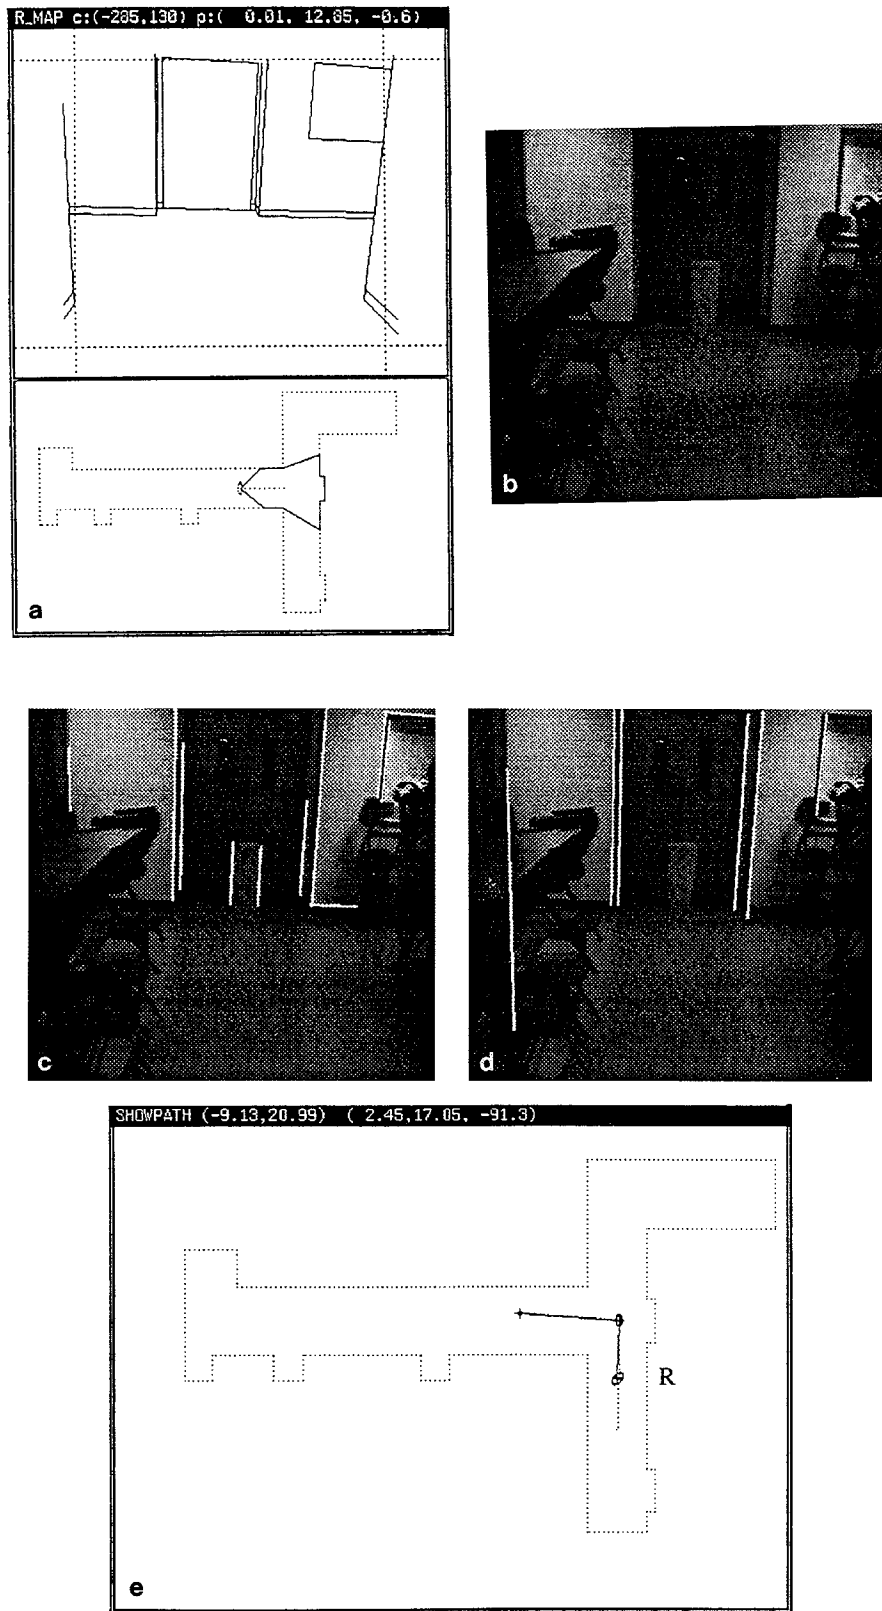 R_MAP c:(-285,130) p:( 0.01, 12.85, -0.6)
a
b
c
d
SHOWPATH (-9.13,20.99) ( 2.45,17.05, -91.3)
R
e